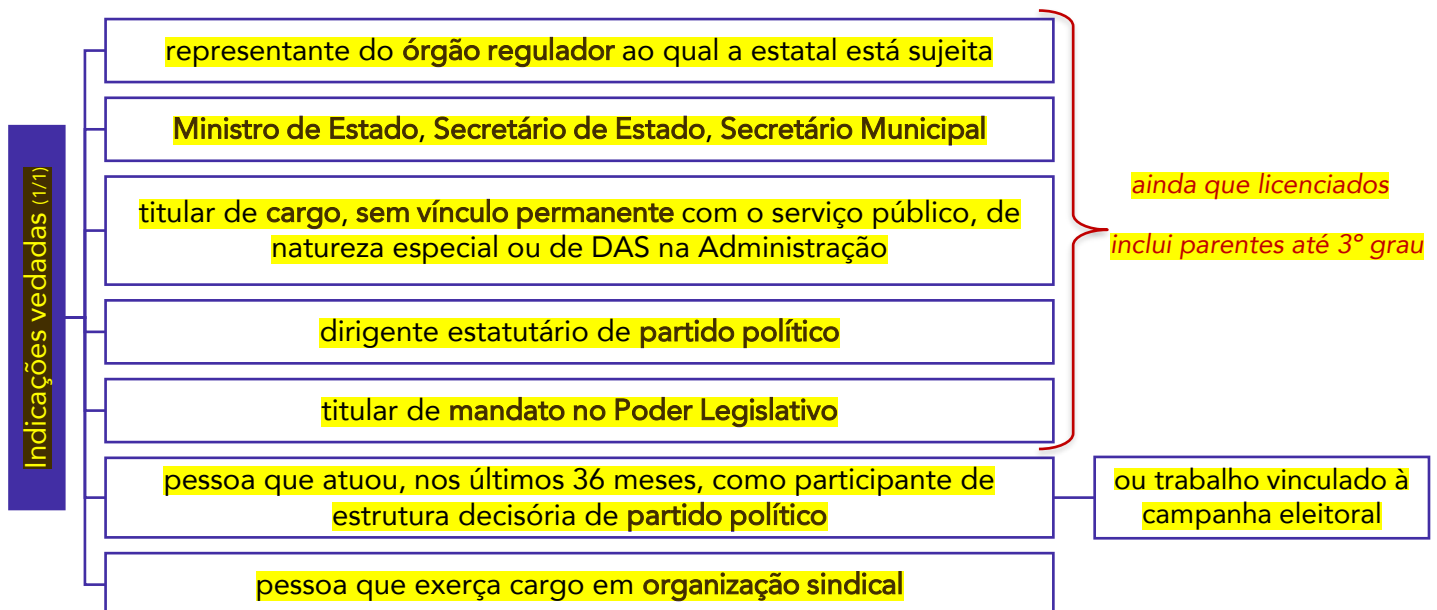 Indicações vedadas (1/1)
representante do órgão regulador ao qual a estatal está sujeita
Ministro de Estado, Secretário de Estado, Secretário Municipal
titular de cargo, sem vínculo permanente com o serviço público, de
natureza especial ou de DAS na Administração
dirigente estatutário de partido político
titular de mandato no Poder Legislativo
ainda que licenciados
inclui parentes até 3º grau
pessoa que atuou, nos últimos 36 meses, como participante de
estrutura decisória de partido político
ou trabalho vinculado à
campanha eleitoral
pessoa que exerça cargo em organização sindical